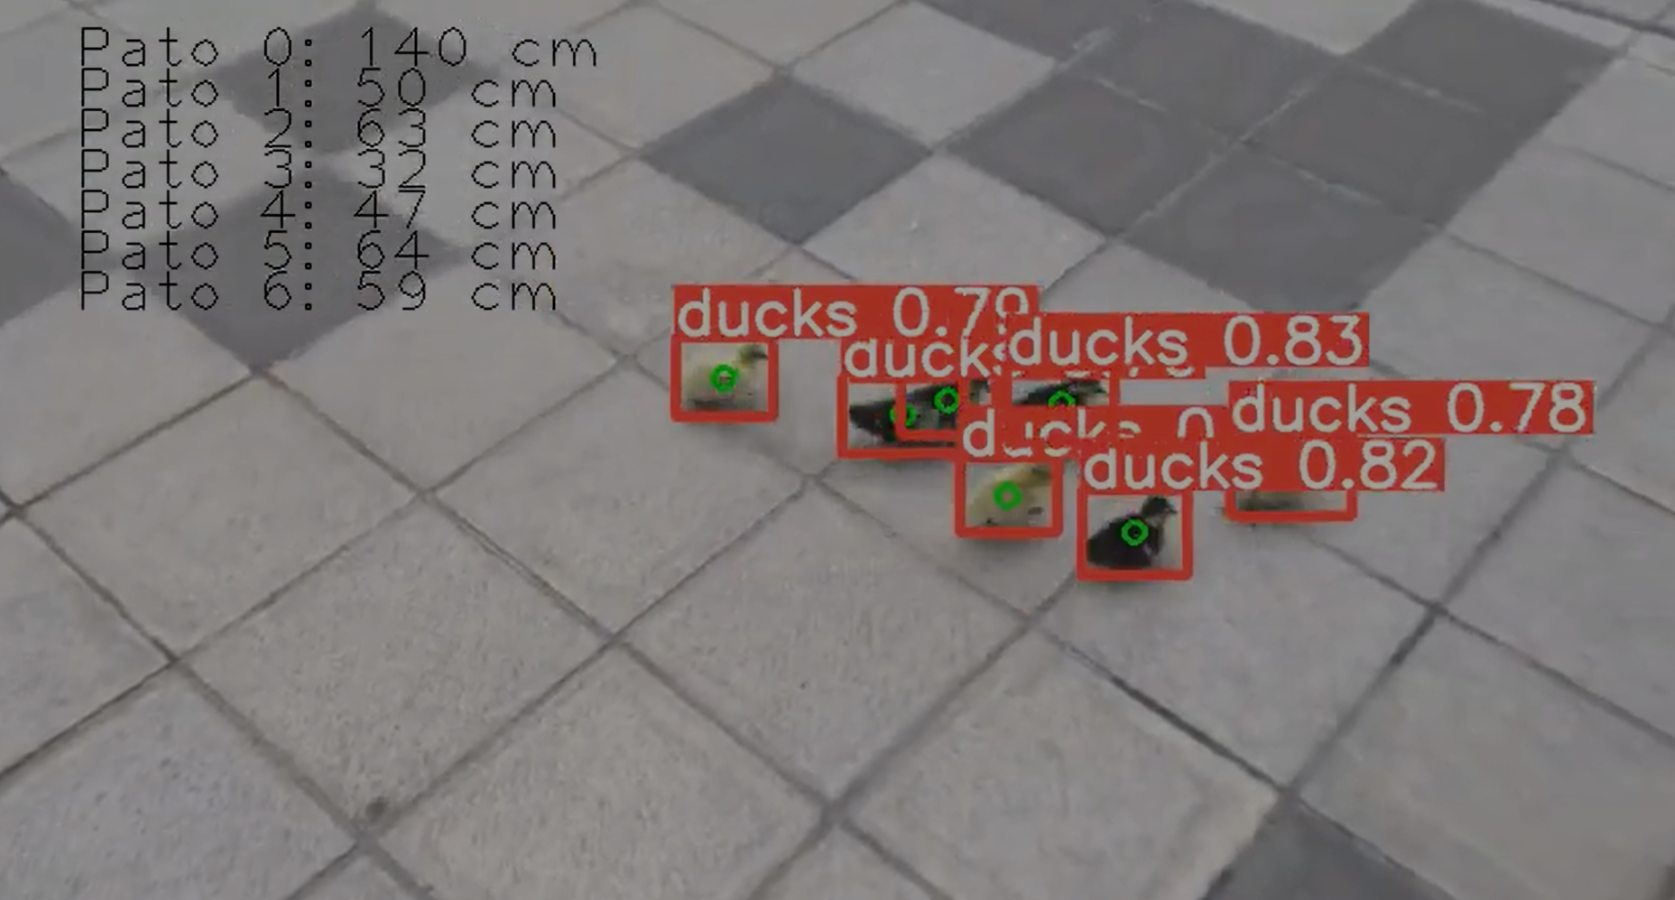 Pato 0: 140 cm
Pato 1: 50 cm
Pato 2: 63 cm
Pato 3: 32 cm
Pato 4: 47 cm
Pato 5: 64 cm
Pato 6: 59 cm
ducks 0.79
ducks 0.83
ducks
ducks 0.78
ducks
ducks 0.82